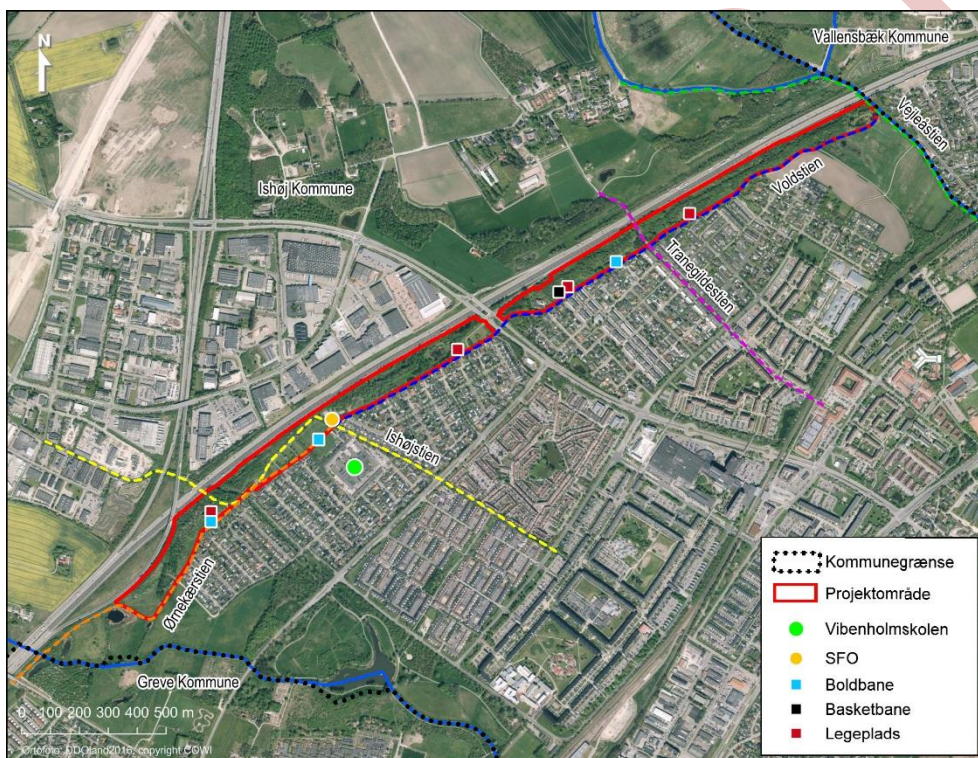 N
Vallensbæk Kommune
Vejleåstien
Voldstien
Ishøj Kommune
Tranegildestien
Ishøjstien
Ørnekærstien
Greve Kommune
0 100 200 300 400 500 m
Ortofoto: DDOland2016, copyright COWI
Kommunegrænse
Projektområde
Vibenholmskolen
SFO
Boldbane
Basketbane
Legeplads